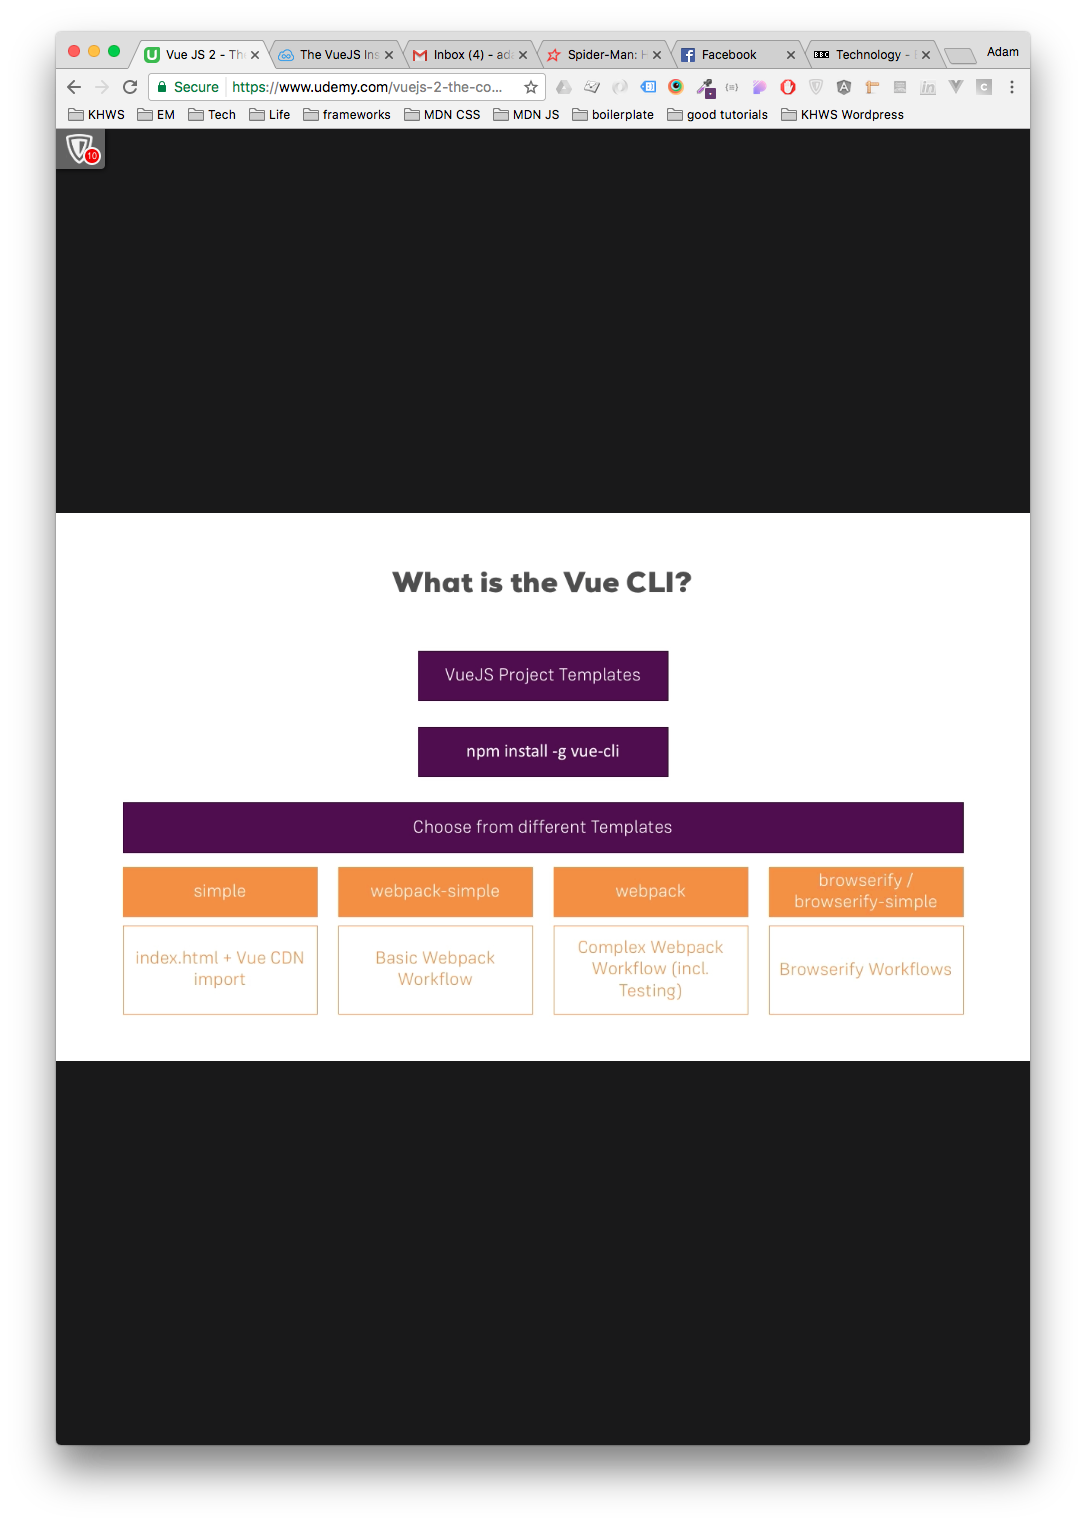 Vue JS 2 - The
The VueJS Ins
Inbox (4) - ada
Spider-Man: H
Facebook
BBC
Technology -
Adam
Secure
https://www.udemy.com/vuejs-2-the-co...
KHWS
EM
Tech
Life
frameworks
MDN CSS
MDN JS
boilerplate
good tutorials
KHWS Wordpress
10
What is the Vue CLI?
VueJS Project Templates
npm install -g vue-cli
Choose from different Templates
simple
webpack-simple
webpack
browserify /
browserify-simple
index.html + Vue CDN
import
Basic Webpack
Workflow
Complex Webpack
Workflow (incl.
Testing)
Browserify Workflows